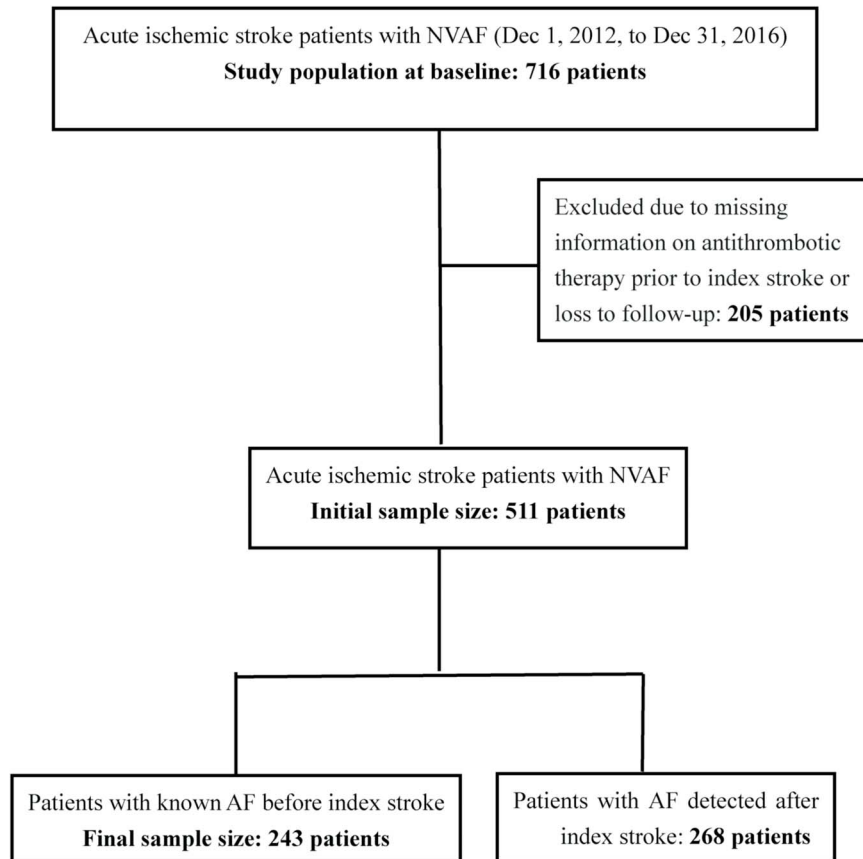 Acute ischemic stroke patients with NVAF (Dec 1, 2012, to Dec 31, 2016)
Study population at baseline: 716 patients
Excluded due to missing
information on antithrombotic
therapy prior to index stroke or
loss to follow-up: 205 patients
Acute ischemic stroke patients with NVAF
Initial sample size: 511 patients
Patients with known AF before index stroke
Final sample size: 243 patients
Patients with AF detected after
index stroke: 268 patients